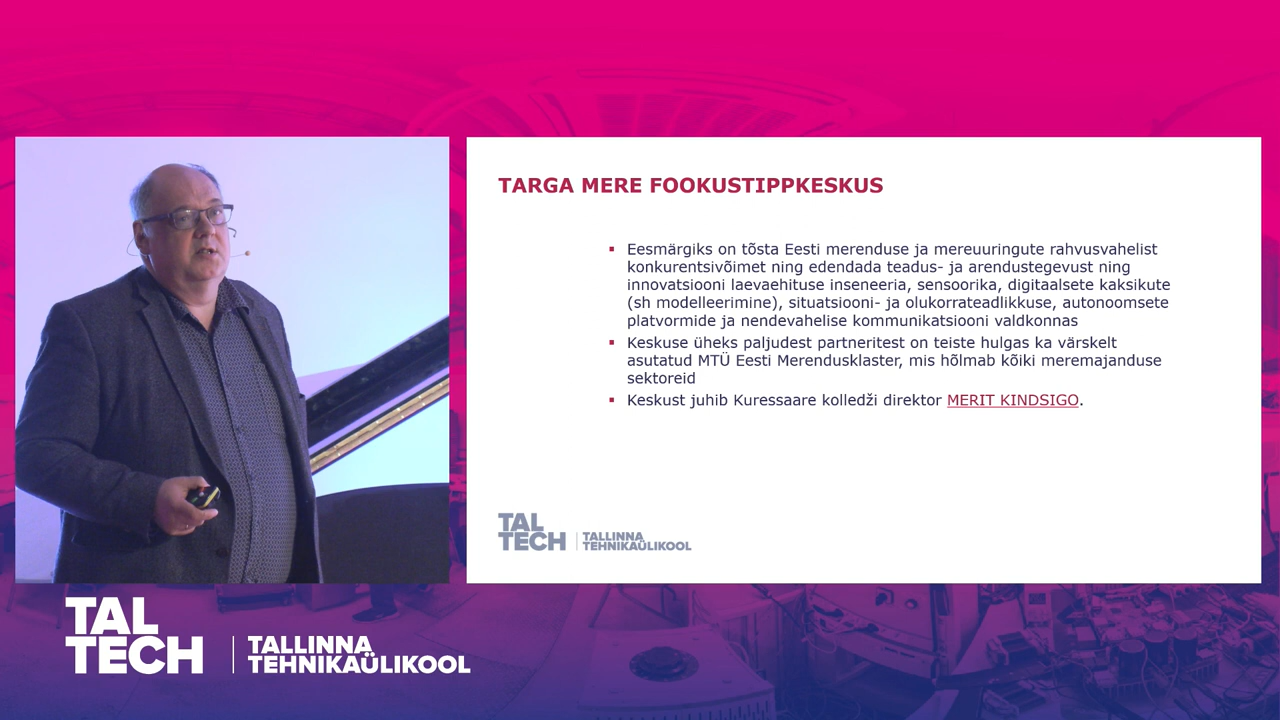 TARGA MERE FOOKUSTIPPKESKUS
▪ Eesmärgiks on tõsta Eesti merenduse ja mereuuringute rahvusvahelist
konkurentsivõimet ning edendada teadus- ja arendustegevust ning
innovatsiooni laevaehituse inseneeria, sensoorika, digitaalsete kaksikute
(sh modelleerimine), situatsiooni- ja olukorrateadlikkuse, autonoomsete
platvormide ja nendevahelise kommunikatsiooni valdkonnas
▪ Keskuse üheks paljudest partneritest on teiste hulgas ka värskelt
asutatud MTÜ Eesti Merendusklaster, mis hõlmab kõiki meremajanduse
sektoreid
▪ Keskust juhib Kuressaare kolledži direktor MERIT KINDSIGO.
TAL
TECH
TALLINNA
TEHNIKAÜLIKOOL
TAL
TECH
TALLINNA
TEHNIKAÜLIKOOL